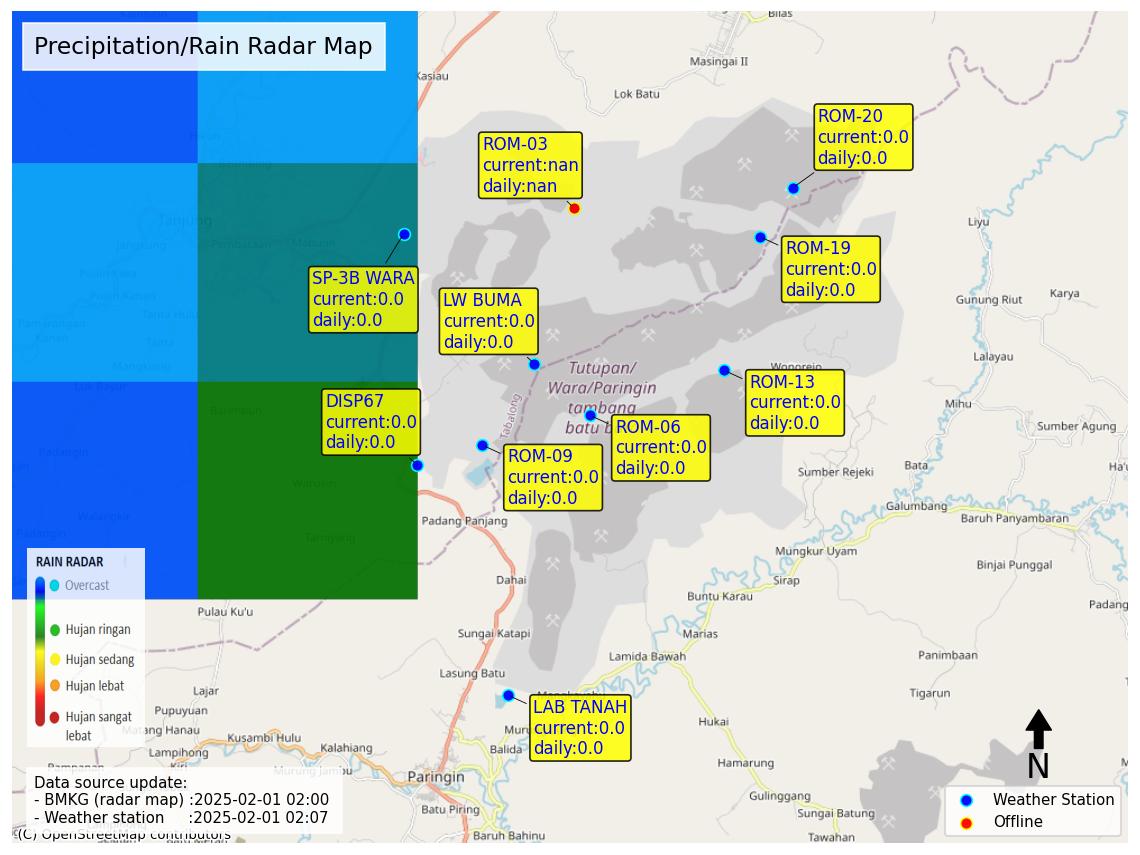 Precipitation/Rain Radar Map
Bilas
Masingai II
Kasiau
Lok Batu
ROM-20
current:0.0
daily:0.0
ROM-03
current:nan
daily:nan
Tanjung
Liyu
ROM-19
current:0.0
daily:0.0
SP-3B WARA
current:0.0
daily:0.0
LW BUMA
current:0.0
daily:0.0
Gunung Riut
Karya
Lalayau
Tutupan/
Wara/Paringin
tambang
batu b
Wonorejo
ROM-13
current:0.0
daily:0.0
Mihu
DISP67
current:0.0
daily:0.0
Tabalong
ROM-06
current:0.0
daily:0.0
Sumber Agung
ROM-09
current:0.0
daily:0.0
Sumber Rejeki
Bata
Ha'u
Galumbang
Baruh Panyambaran
Padang Panjang
Mungkur Uyam
Binjai Punggal
RAIN RADAR
Overcast
Hujan ringan
Hujan sedang
Hujan lebat
Hujan sangat
lebat
Dahai
Sirap
Buntu Karau
Padang
Pulau Ku'u
Sungai Katapi
Marias
Lamida Bawah
Panimbaan
Lasung Batu
Tigarun
Lajar
Pupuyuan
Matang Hanau
LAB TANAH
current:0.0
daily:0.0
Hukai
Kusambi Hulu
Kalahiang
Lampihong
Balida
Murung Jambu
Hamarung
N
Paringin
Data source update:
- BMKG (radar map) :2025-02-01 02:00
- Weather station :2025-02-01 02:07
Batu Piring
Gulinggang
Sungai Batung
Weather Station
Offline
(C) OpenStreetMap contributors
Baruh Bahinu
Tawahan